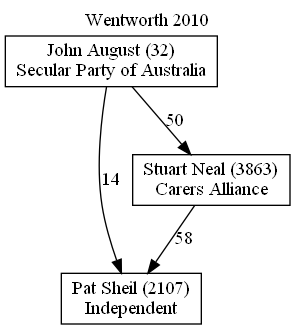 Wentworth 2010
John August (32)
Secular Party of Australia
50
Stuart Neal (3863)
Carers Alliance
14
58
Pat Sheil (2107)
Independent